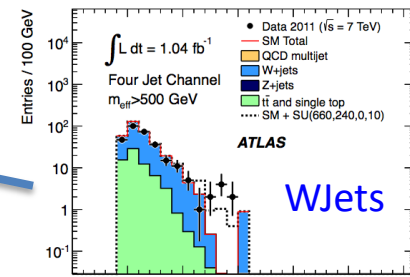 Entries / 100 GeV
10⁴
10³
10²
10
1
10⁻¹
∫L dt = 1.04 fb⁻¹
Four Jet Channel
m_eff>500 GeV
Data 2011 (√s = 7 TeV)
SM Total
QCD multijet
W+jets
Z+jets
tt̄ and single top
SM + SU(660,240,0,10)
ATLAS
WJets